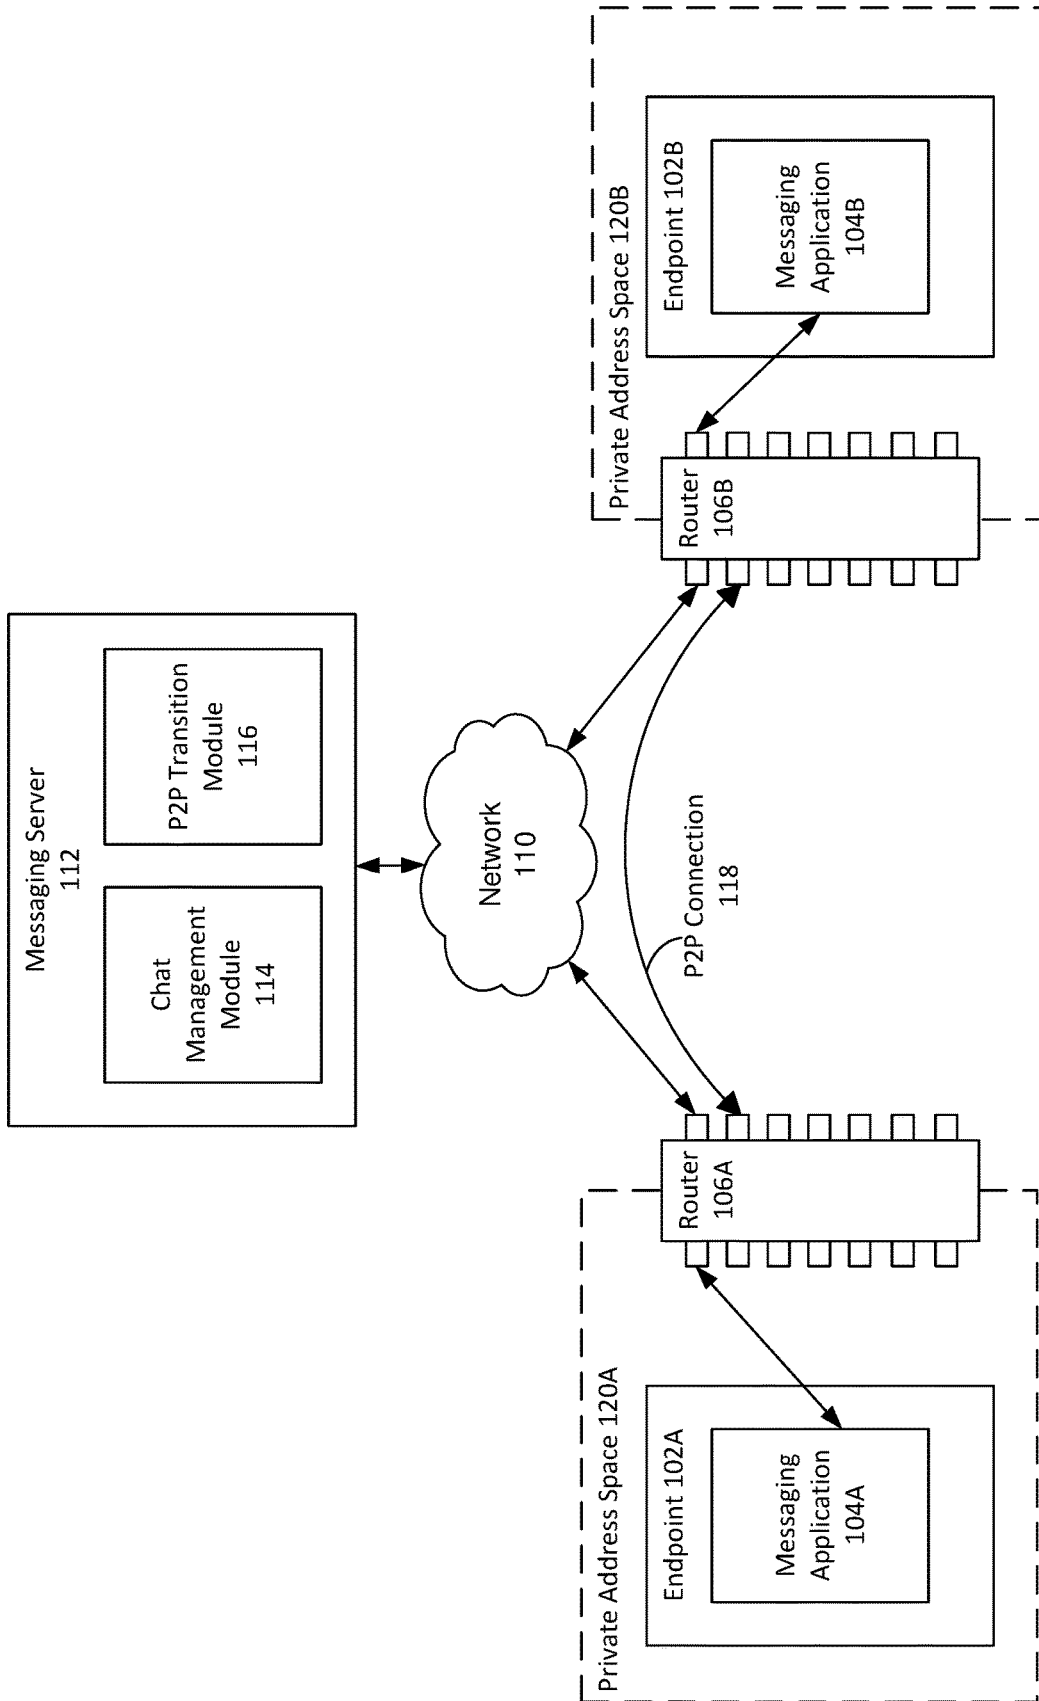 Messaging Server
112
Chat
Management
Module
114
P2P Transition
Module
116
Network
110
P2P Connection
118
Private Address Space 120A
Endpoint 102A
Messaging
Application
104A
Router
106A
Private Address Space 120B
Router
106B
Endpoint 102B
Messaging
Application
104B